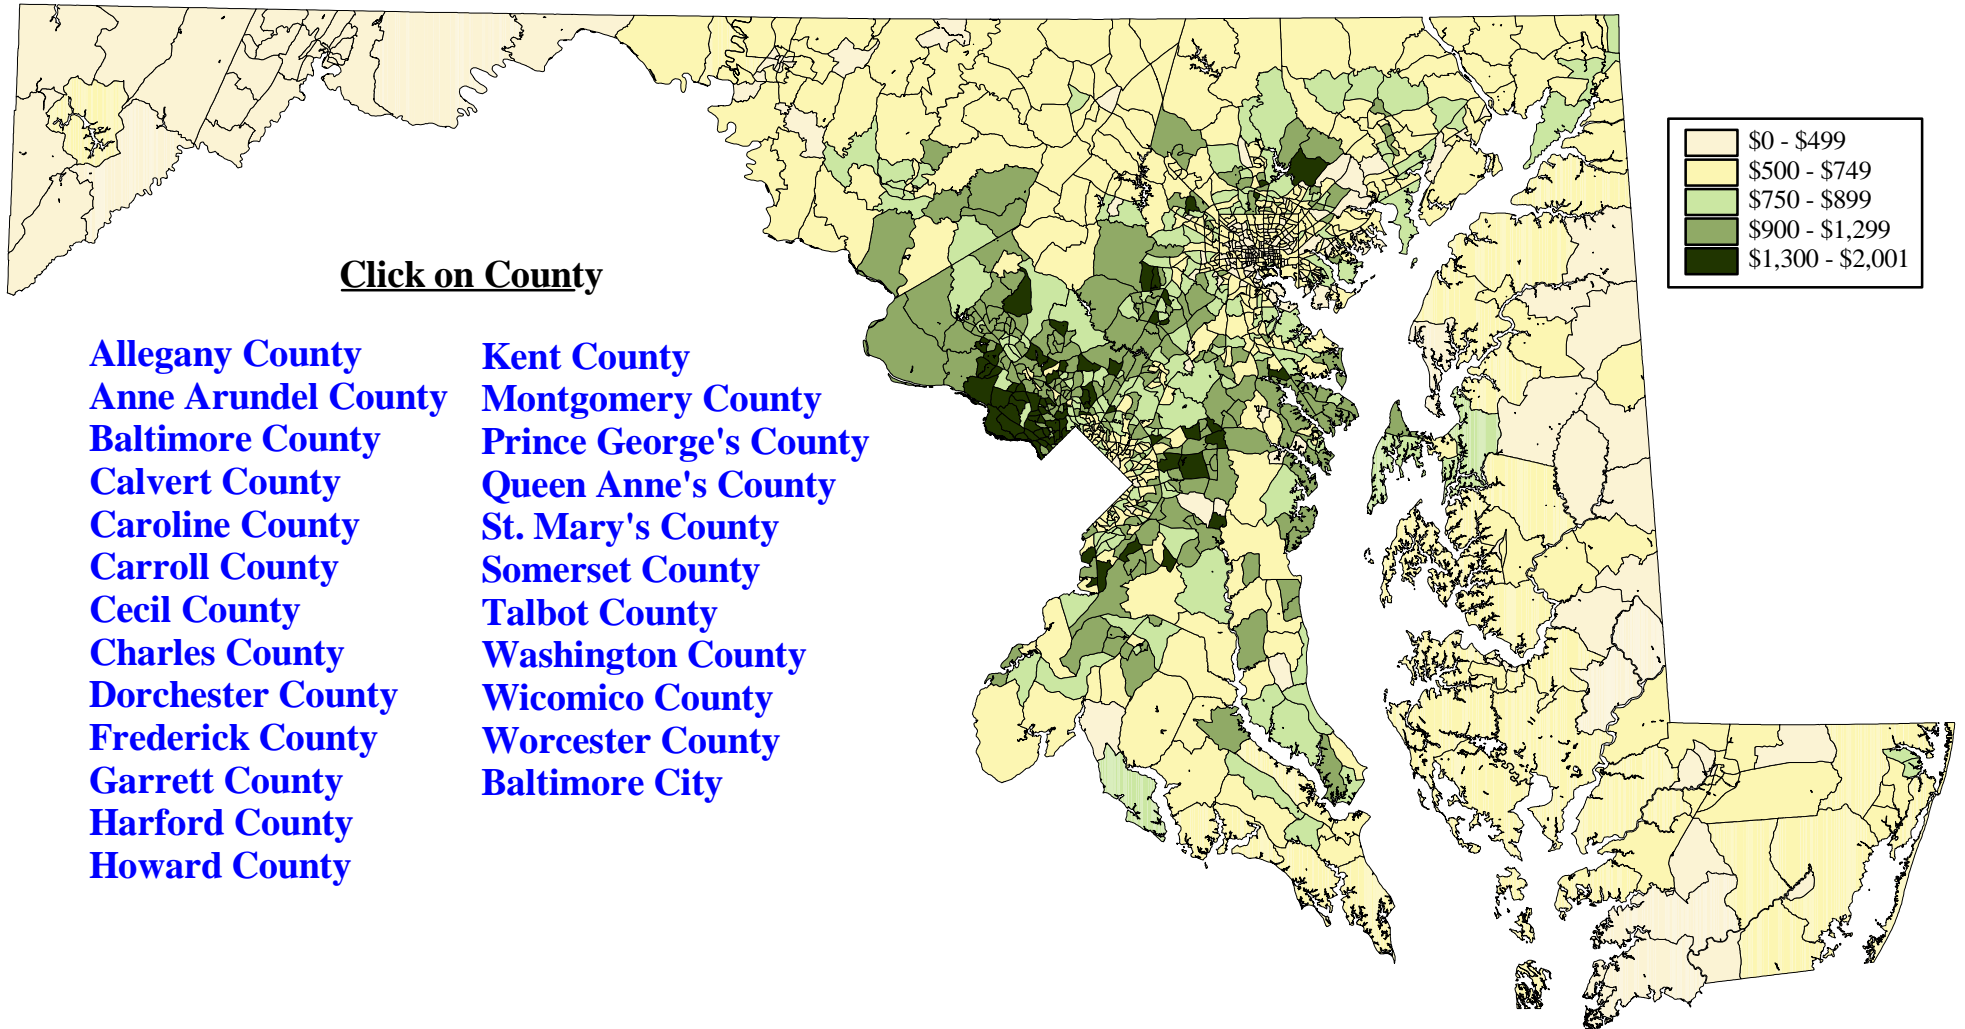 Click on County
Allegany County
Anne Arundel County
Baltimore County
Calvert County
Caroline County
Carroll County
Cecil County
Charles County
Dorchester County
Frederick County
Garrett County
Harford County
Howard County
Kent County
Montgomery County
Prince George's County
Queen Anne's County
St. Mary's County
Somerset County
Talbot County
Washington County
Wicomico County
Worcester County
Baltimore City
$0 - $499
$500 - $749
$750 - $899
$900 - $1,299
$1,300 - $2,001